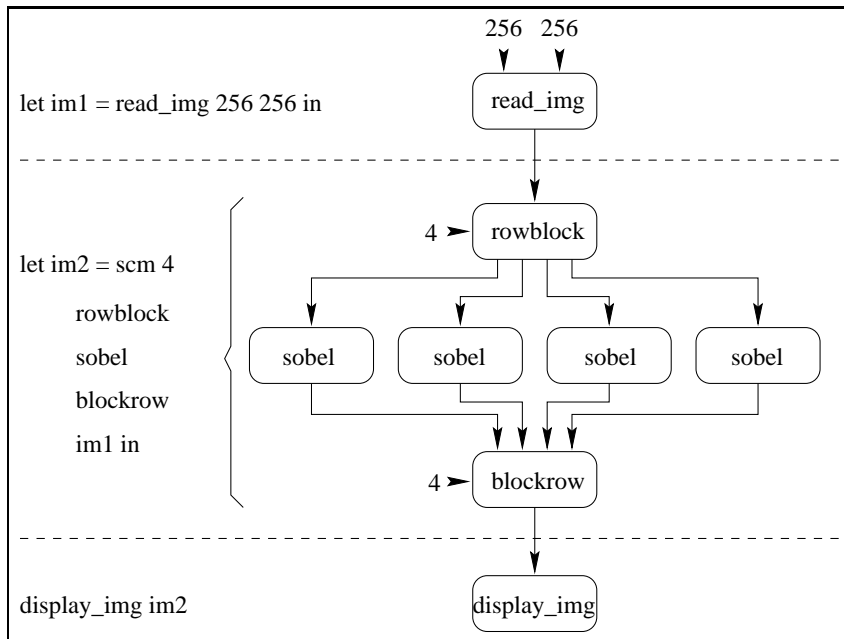 256 256
let im1 = read_img 256 256 in
read_img
4
rowblock
let im2 = scm 4
rowblock
sobel
blockrow
im1 in
sobel sobel sobel sobel
4
blockrow
display_img im2
display_img